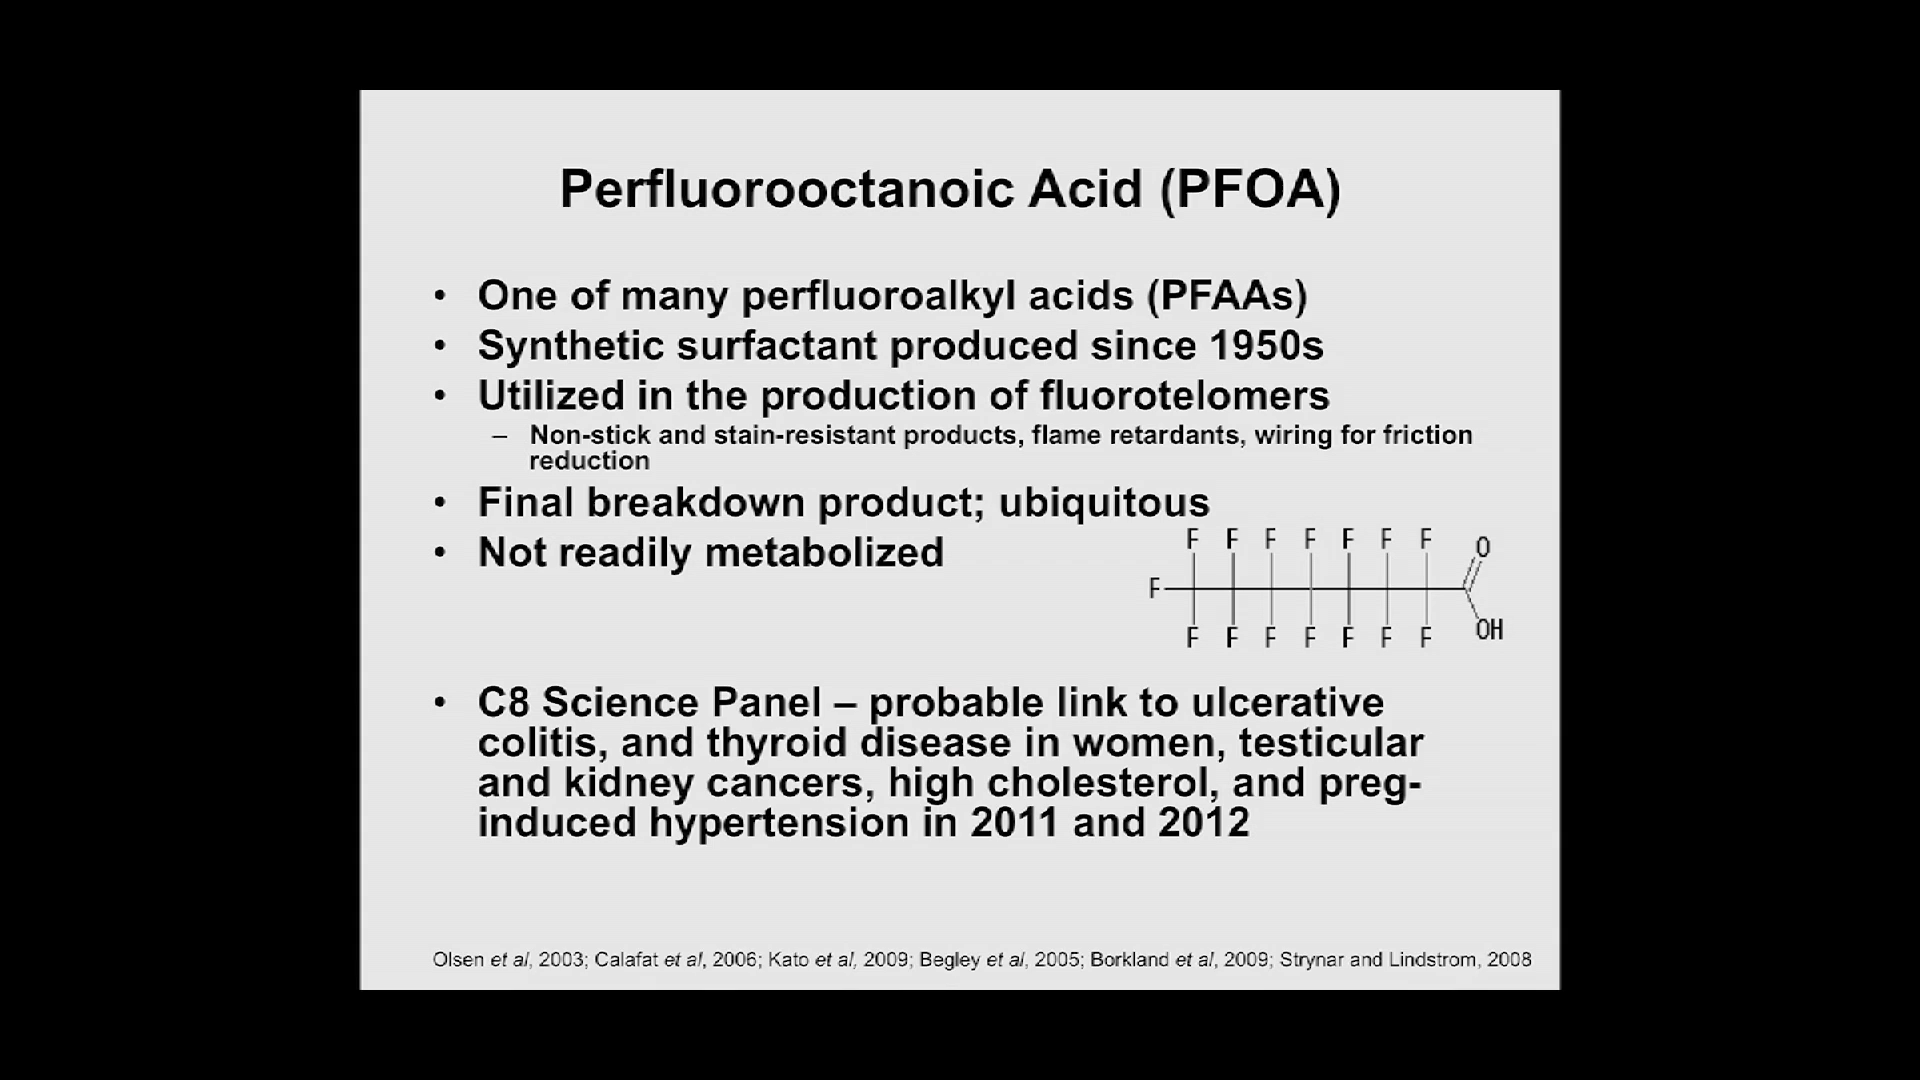 Perfluorooctanoic Acid (PFOA)
• One of many perfluoroalkyl acids (PFAAs)
• Synthetic surfactant produced since 1950s
• Utilized in the production of fluorotelomers
– Non-stick and stain-resistant products, flame retardants, wiring for friction
reduction
• Final breakdown product; ubiquitous
• Not readily metabolized
F F F F F F F O
F
F F F F F F F OH
• C8 Science Panel – probable link to ulcerative
colitis, and thyroid disease in women, testicular
and kidney cancers, high cholesterol, and preg-
induced hypertension in 2011 and 2012
Olsen et al, 2003; Calafat et al, 2006; Kato et al, 2009; Begley et al, 2005; Borkland et al, 2009; Strynar and Lindstrom, 2008